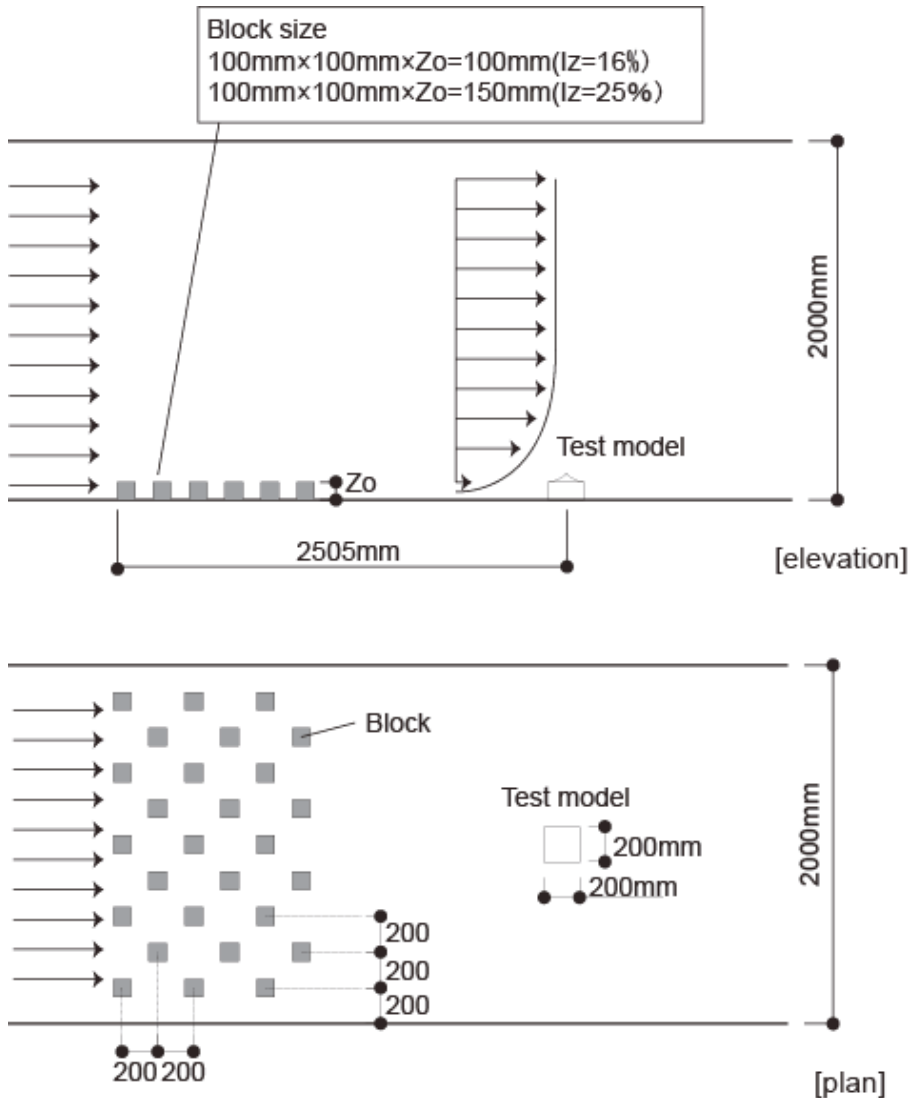 Block size
100mm×100mm×Zo=100mm(Iz=16%)
100mm×100mm×Zo=150mm(Iz=25%)
2000mm
Test model
Zo
2505mm
[elevation]
Block
Test model
200mm
200mm
2000mm
200
200
200
200 200
[plan]